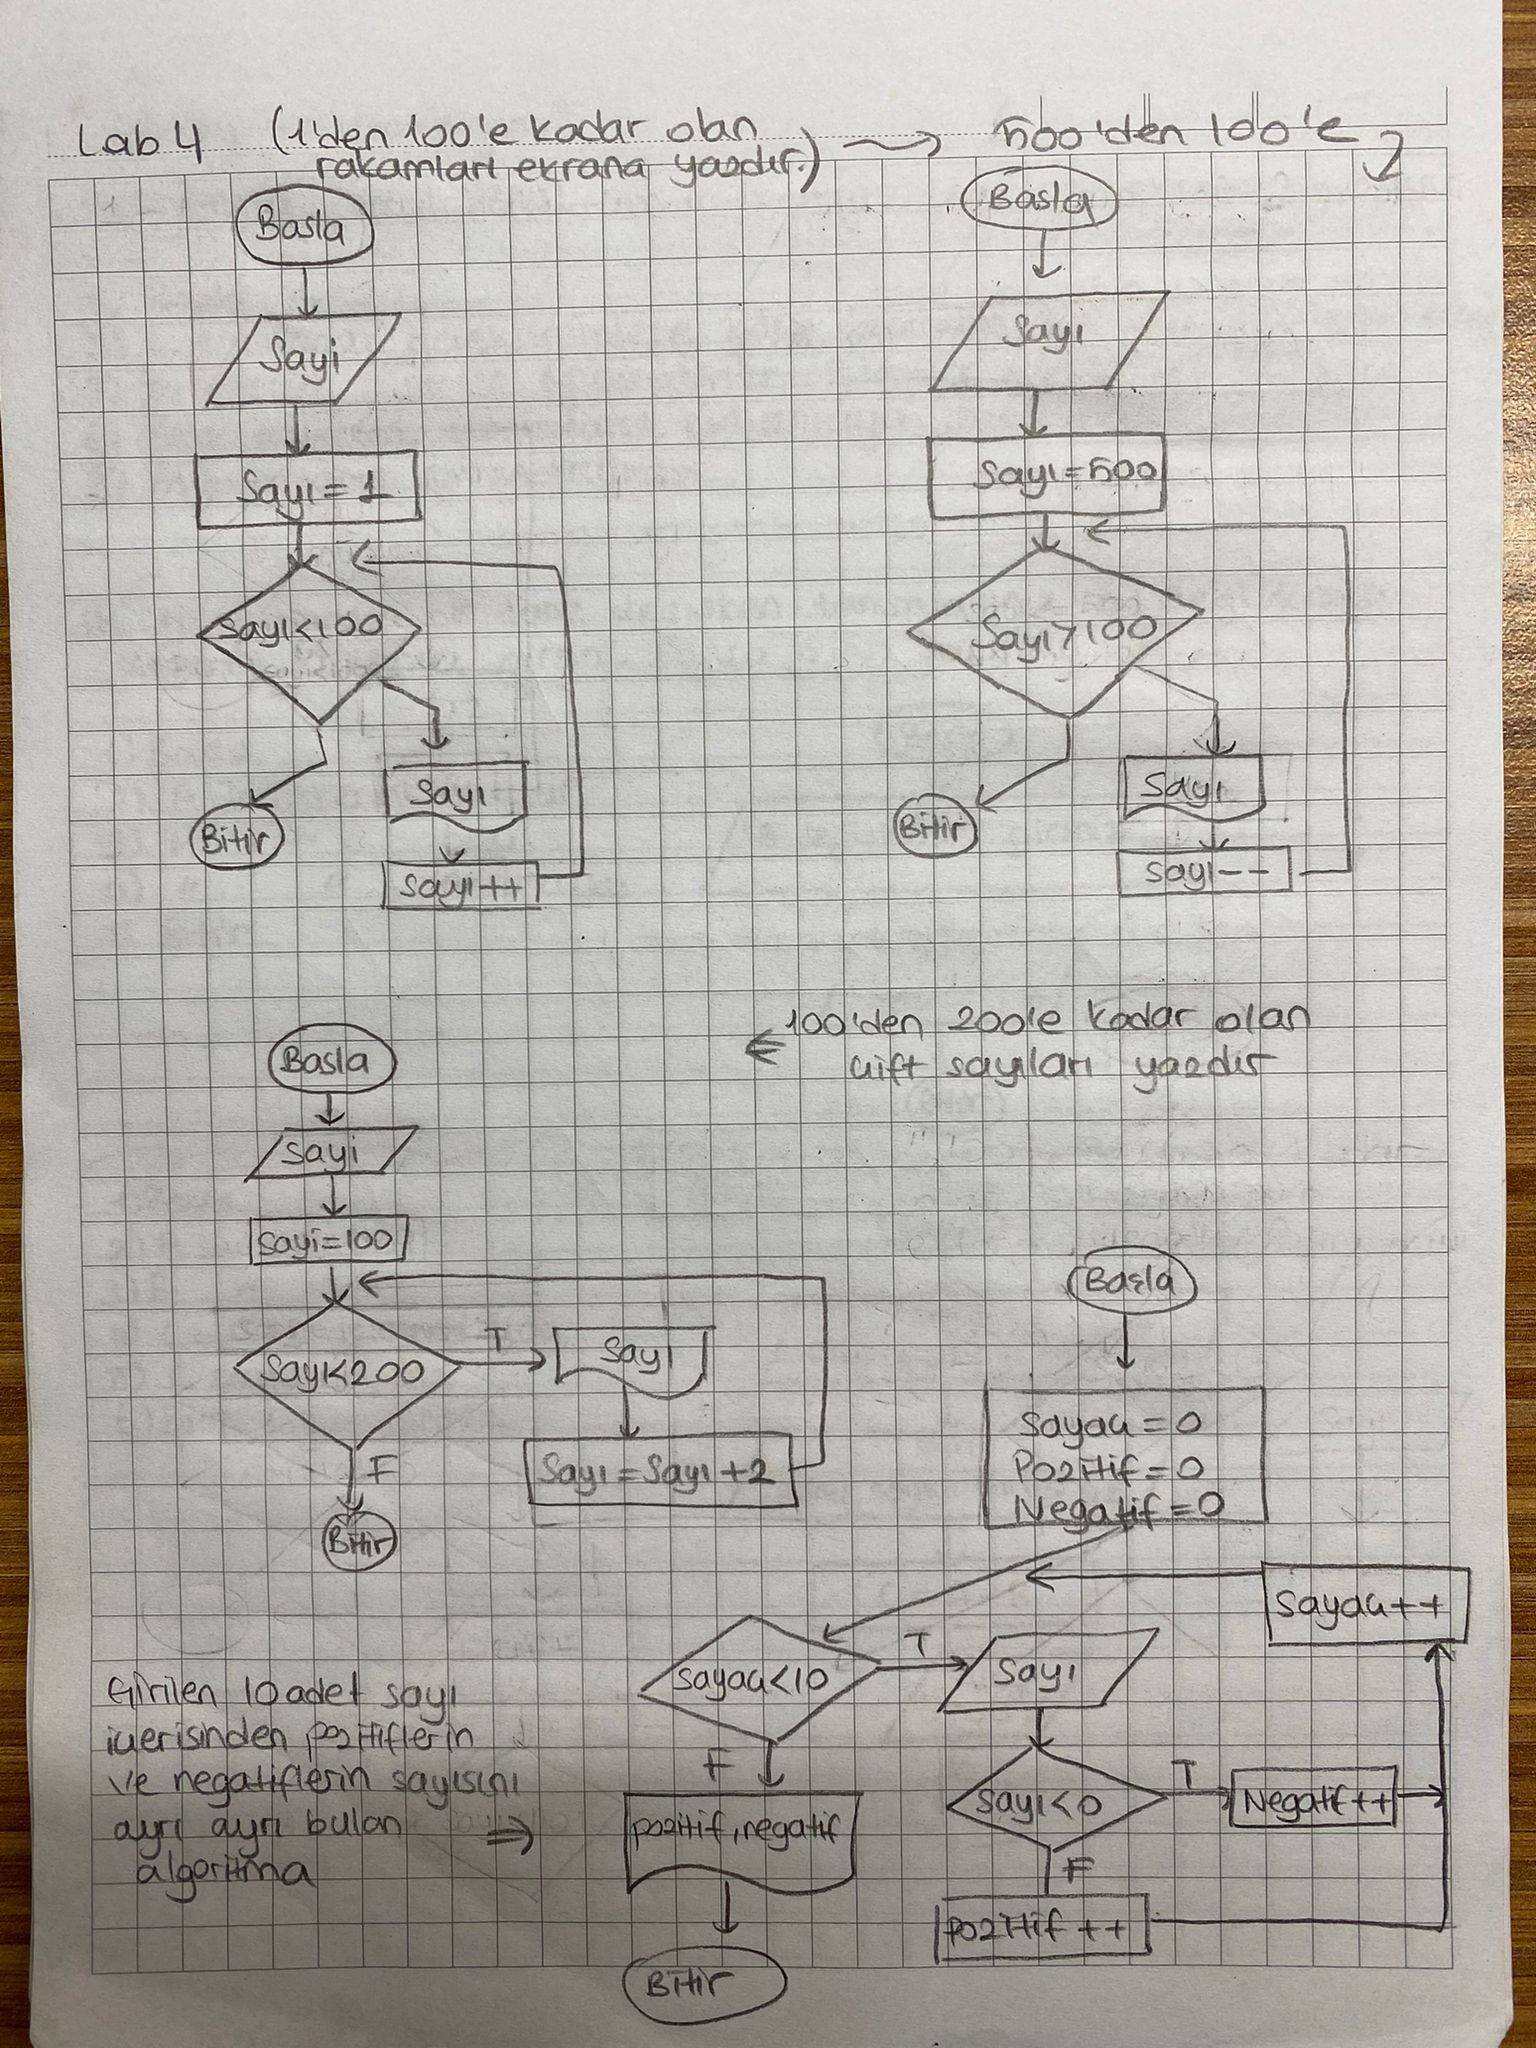 Lab 4 (1'den 100'e kadar olan
rakamları ekrana yazdır.)
500'den 100'e
Basla
Sayi
Sayı=1
Sayı<100
Sayı
Sayı++
Bitir
Basla
Sayı
Sayı=500
Sayı>100
Sayı
Sayı--
Bitir
100'den 200'e kadar olan
çift sayıları yazdır
Basla
Sayi
Sayi=100
Sayı<200
T
Sayı
Sayı=Sayı+2
F
Bitir
Girilen 10 adet sayı
içerisinden pozitiflerin
ve negatiflerin sayısını
ayrı ayrı bulan
algoritma
Basla
Sayaç=0
Pozitif=0
Negatif=0
Sayaç++
Sayaç<10
T
Sayı
F
Sayı<0
T
Negatif++
pozitif, negatif
F
pozitif++
Bitir